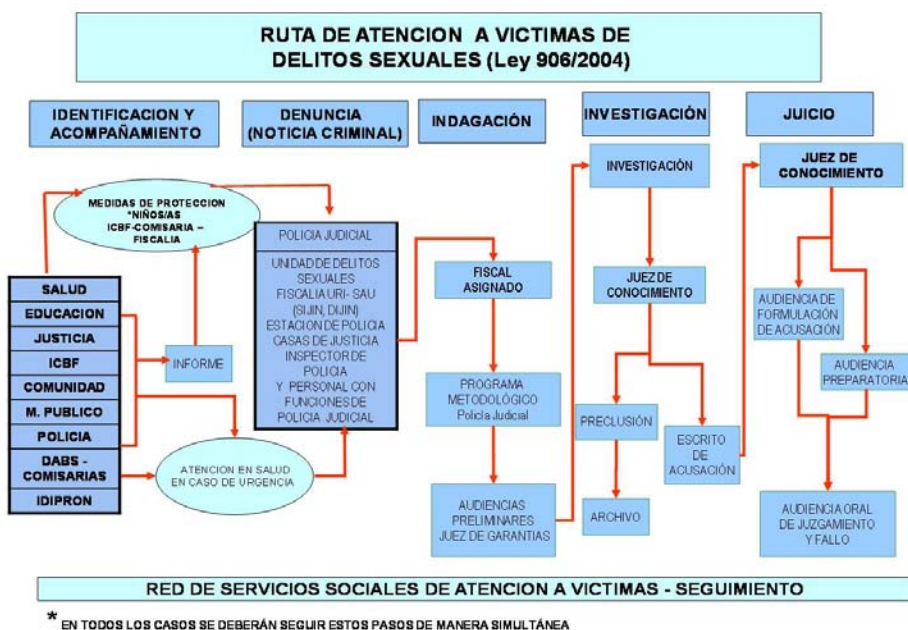 RUTA DE ATENCION A VICTIMAS DE
DELITOS SEXUALES (Ley 906/2004)
IDENTIFICACION Y
ACOMPAÑAMIENTO
DENUNCIA
(NOTICIA CRIMINAL)
INDAGACIÓN
INVESTIGACIÓN
JUICIO
MEDIDAS DE PROTECCION
*NIÑOS/AS
ICBF-COMISARIA –
FISCALIA
SALUD
EDUCACION
JUSTICIA
ICBF
COMUNIDAD
M. PUBLICO
POLICIA
DABS -
COMISARIAS
IDIPRON
INFORME
ATENCION EN SALUD
EN CASO DE URGENCIA
POLICIA JUDICIAL
UNIDAD DE DELITOS
SEXUALES
FISCALIA URI- SAU
(SIJIN, DIJIN)
ESTACION DE POLICIA
CASAS DE JUSTICIA
INSPECTOR DE
POLICIA
Y PERSONAL CON
FUNCIONES DE
POLICIA JUDICIAL
FISCAL
ASIGNADO
PROGRAMA
METODOLÓGICO
Policía Judicial
AUDIENCIAS
PRELIMINARES
JUEZ DE GARANTIAS
INVESTIGACIÓN
JUEZ DE
CONOCIMIENTO
PRECLUSIÓN
ARCHIVO
ESCRITO
DE
ACUSACIÓN
JUEZ DE
CONOCIMIENTO
AUDIENCIA DE
FORMULACIÓN
DE ACUSACIÓN
AUDIENCIA
PREPARATORIA
AUDIENCIA ORAL
DE JUZGAMIENTO
Y FALLO
RED DE SERVICIOS SOCIALES DE ATENCION A VICTIMAS - SEGUIMIENTO
* EN TODOS LOS CASOS SE DEBERÁN SEGUIR ESTOS PASOS DE MANERA SIMULTÁNEA